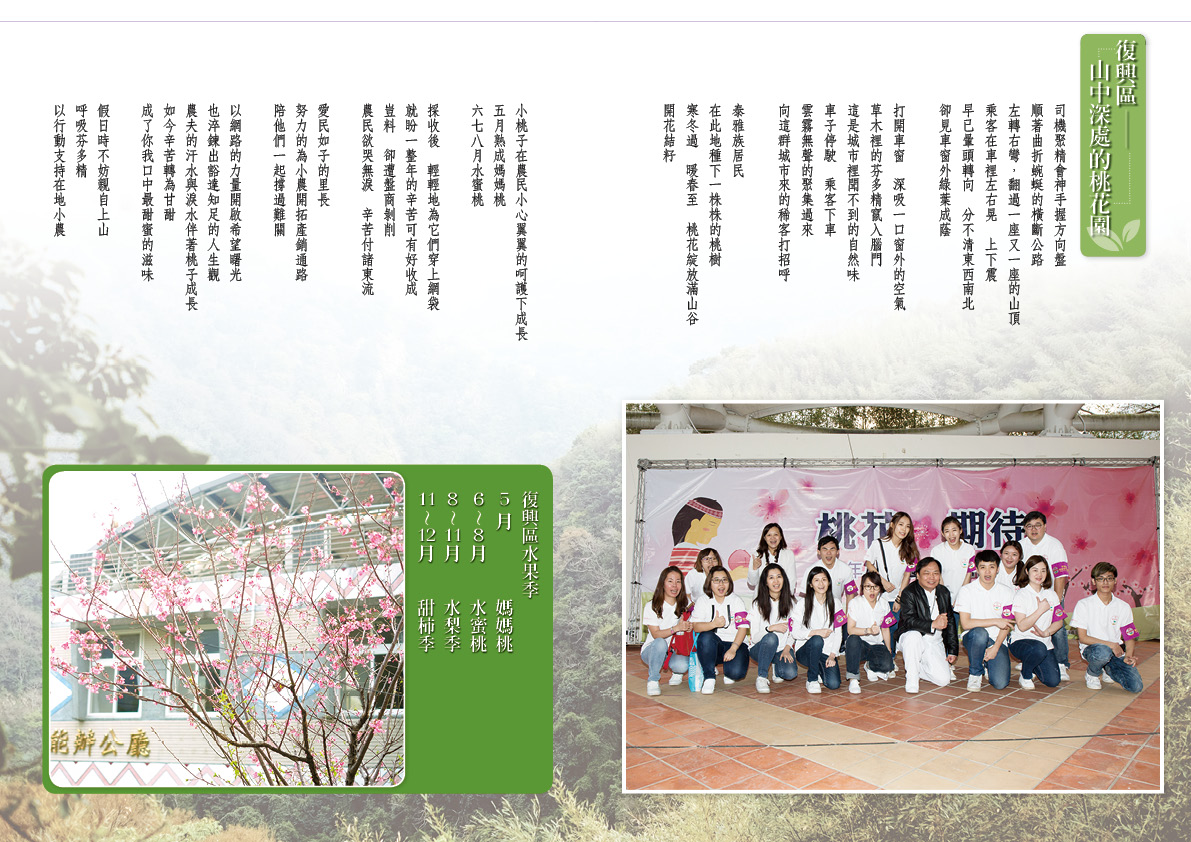 復興區——
山中深處的桃花園
司機聚精會神手握方向盤
順著曲折蜿蜒的橫斷公路
左轉右彎，翻過一座又一座的山頂
乘客在車裡左右晃　上下震
早已暈頭轉向　分不清東西南北
卻見車窗外綠葉成蔭
打開車窗　深吸一口窗外的空氣
草木裡的芬多精竄入腦門
這是城市裡聞不到的自然味
車子停駛　乘客下車
雲霧無聲的聚集過來
向這群城市來的稀客打招呼
泰雅族居民
在此地種下一株株的桃樹
寒冬過　暖春至　桃花綻放滿山谷
開花結籽
小桃子在農民小心翼翼的呵護下成長
五月熟成媽媽桃
六七八月水蜜桃
採收後　輕輕地為它們穿上網袋
就盼一整年的辛苦可有好收成
豈料　卻遭盤商剝削
農民欲哭無淚　辛苦付諸東流
愛民如子的里長
努力的為小農開拓產銷通路
陪他們一起撐過難關
以網路的力量開啟希望曙光
也淬鍊出豁達知足的人生觀
農夫的汗水與淚水伴著桃子成長
如今辛苦轉為甘甜
成了你我口中最甜蜜的滋味
假日時不妨親自上山
呼吸芬多精
以行動支持在地小農
桃花 期待
年
復興區水果季
5月　媽媽桃
6~8月　水蜜桃
8~11月　水梨季
11~12月　甜柿季
能辦公廳